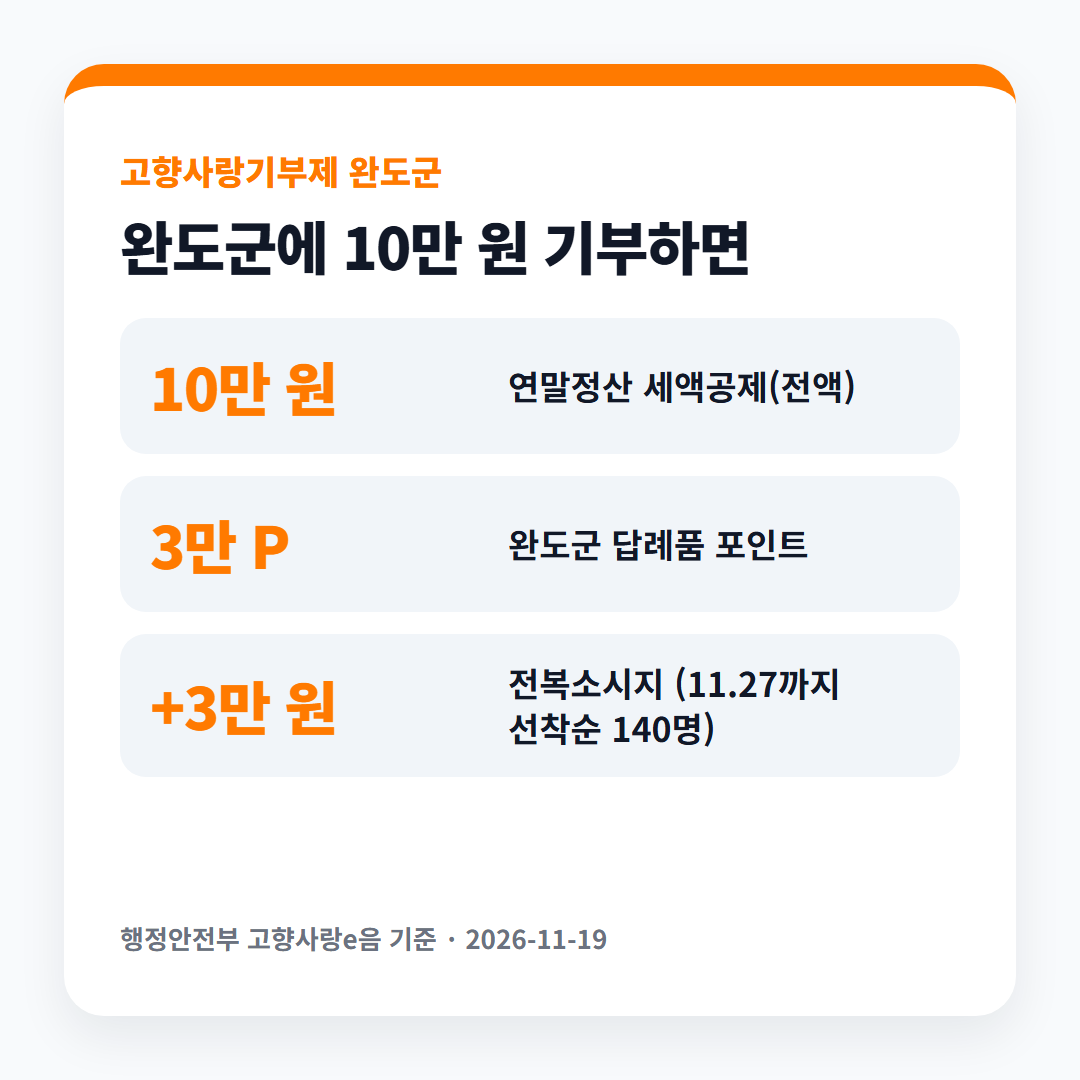 고향사랑기부제 완도군
완도군에 10만 원 기부하면
10만 원
연말정산 세액공제(전액)
3만 P
완도군 답례품 포인트
+3만 원
전복소시지 (11.27까지
선착순 140명)
행정안전부 고향사랑e음 기준 · 2026-11-19